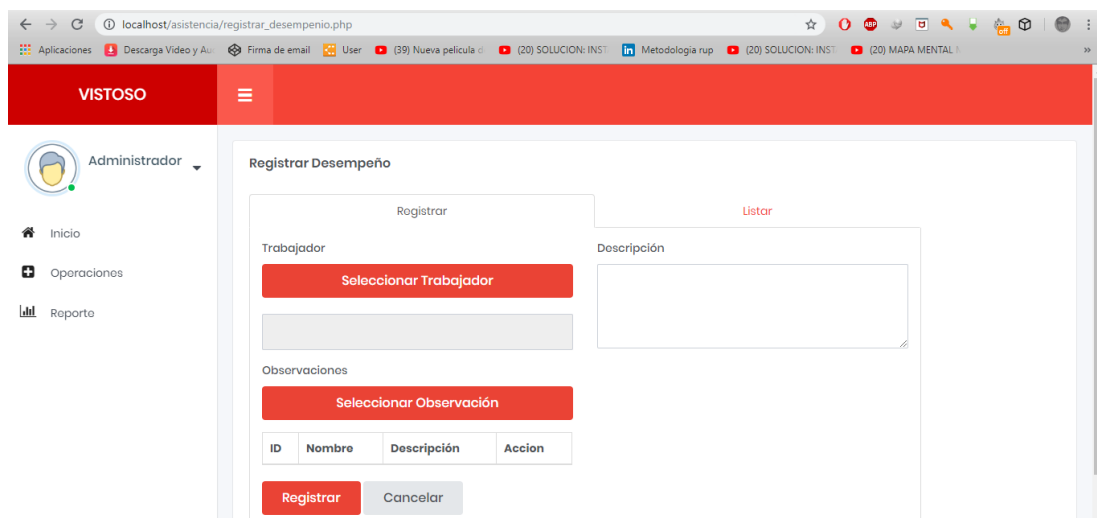 localhost/asistencia/registrar_desempenio.php
Aplicaciones Descarga Video y Au Firma de email User (39) Nueva pelicula d (20) SOLUCION: INST. Metodologia rup (20) SOLUCION: INST (20) MAPA MENTAL
VISTOSO
Administrador
Inicio
Operaciones
Reporte
Registrar Desempeño
Registrar Listar
Trabajador Descripción
Seleccionar Trabajador
Observaciones
Seleccionar Observación
ID Nombre Descripción Accion
Registrar Cancelar
ABP
off